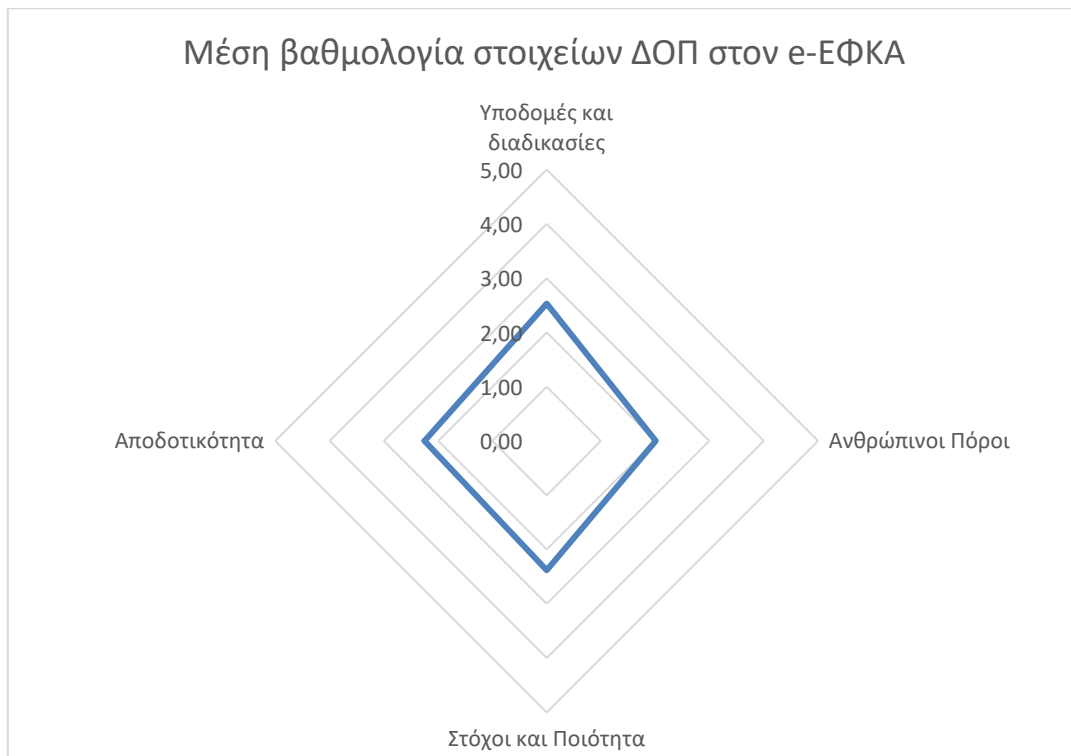 Μέση βαθμολογία στοιχείων ΔΟΠ στον e-ΕΦΚΑ
Υποδομές και
διαδικασίες
5,00
4,00
3,00
2,00
1,00
0,00
Αποδοτικότητα
Ανθρώπινοι Πόροι
Στόχοι και Ποιότητα